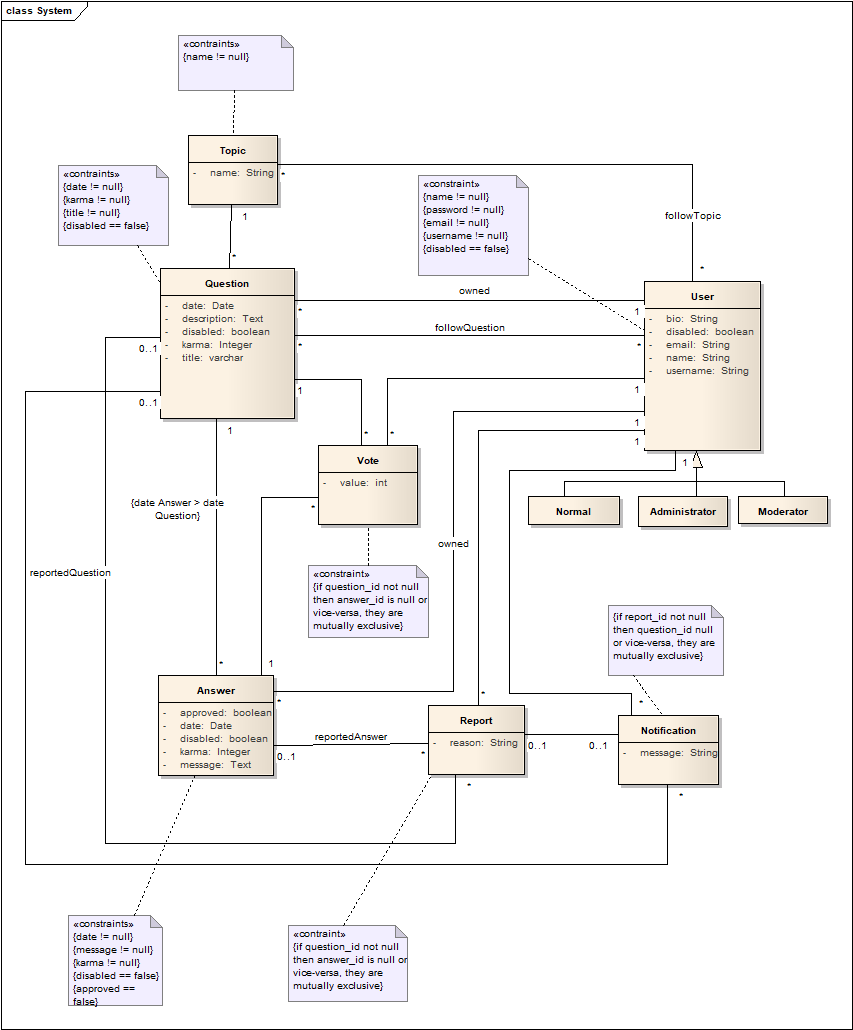 class System
«contraints»
{name != null}
Topic
- name: String
*
1
*
«contraints»
{date != null}
{karma != null}
{title != null}
{disabled == false}
«constraint»
{name != null}
{password != null}
{email != null}
{username != null}
{disabled == false}
followTopic
*
Question
- date: Date
- description: Text
- disabled: boolean
- karma: Integer
- title: varchar
owned
*
1
followQuestion
*
*
User
- bio: String
- disabled: boolean
- email: String
- name: String
- username: String
0..1
0..1
1
1
*
*
1
1
1
1
Vote
- value: int
*
Normal
Administrator
Moderator
{date Answer > date
Question}
owned
reportedQuestion
«constraint»
{if question_id not null
then answer_id is null or
vice-versa, they are
mutually exclusive}
{if report_id not null
then question_id null
or vice-versa, they are
mutually exclusive}
*
1
Answer
- approved: boolean
- date: Date
- disabled: boolean
- karma: Integer
- message: Text
*
reportedAnswer
0..1
*
*
Report
- reason: String
0..1
0..1
*
*
Notification
- message: String
*
«constraints»
{date != null}
{message != null}
{karma != null}
{disabled == false}
{approved ==
false}
«contraint»
{if question_id not null
then answer_id is null or
vice-versa, they are
mutually exclusive}